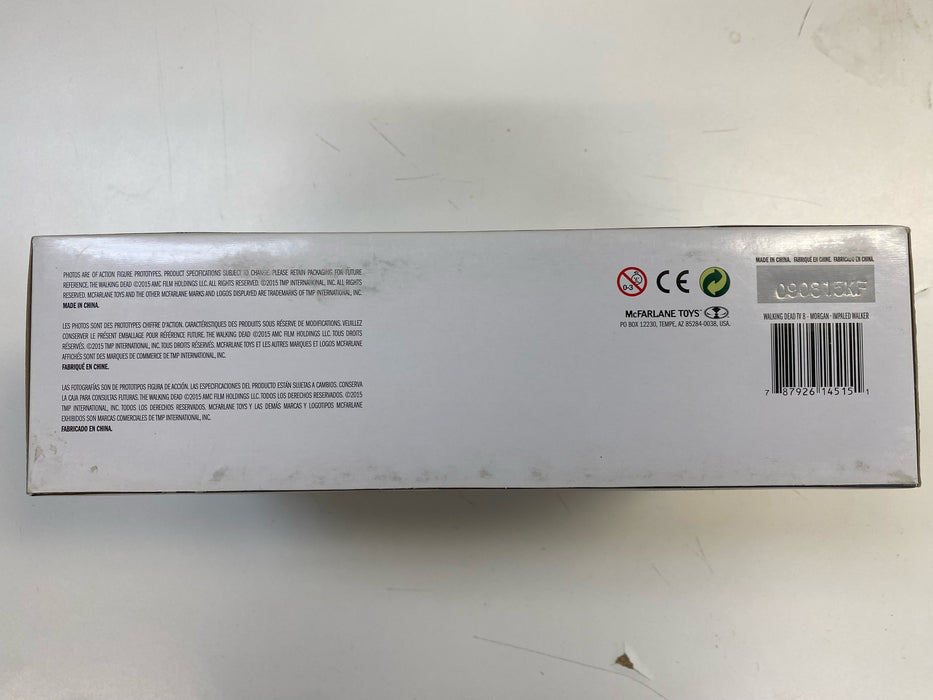 PHOTOS ARE OF ACTION FIGURE PROTOTYPES. PRODUCT SPECIFICATIONS SUBJECT TO CHANGE. PLEASE RETAIN PACKAGING FOR FUTURE
REFERENCE. THE WALKING DEAD ©2015 AMC FILM HOLDINGS LLC. ALL RIGHTS RESERVED. ©2015 TMP INTERNATIONAL, INC. ALL RIGHTS
RESERVED. MCFARLANE TOYS AND THE OTHER MCFARLANE MARKS AND LOGOS DISPLAYED ARE TRADEMARKS OF TMP INTERNATIONAL, INC.
MADE IN CHINA.
LES PHOTOS SONT DES PROTOTYPES CHIFFRE D'ACTION. CARACTÉRISTIQUES DES PRODUITS SOUS RÉSERVE DE MODIFICATIONS. VEUILLEZ
CONSERVER LE PRÉSENT EMBALLAGE POUR RÉFÉRENCE FUTURE. THE WALKING DEAD ©2015 AMC FILM HOLDINGS LLC. TOUS DROITS
RÉSERVÉS. ©2015 TMP INTERNATIONAL, INC. TOUS DROITS RÉSERVÉS. MCFARLANE TOYS ET LES AUTRES MARQUES ET LOGOS MCFARLANE
AFFICHÉS SONT DES MARQUES DE COMMERCE DE TMP INTERNATIONAL, INC.
FABRIQUÉ EN CHINE.
LAS FOTOGRAFÍAS SON DE PROTOTIPOS FIGURA DE ACCIÓN. LAS ESPECIFICACIONES DEL PRODUCTO ESTÁN SUJETAS A CAMBIOS. CONSERVA
LA CAJA PARA CONSULTAS FUTURAS. THE WALKING DEAD ©2015 AMC FILM HOLDINGS LLC. TODOS LOS DERECHOS RESERVADOS. ©2015
TMP INTERNATIONAL, INC. TODOS LOS DERECHOS RESERVADOS. MCFARLANE TOYS Y LAS DEMÁS MARCAS Y LOGOTIPOS MCFARLANE
EXHIBIDOS SON MARCAS COMERCIALES DE TMP INTERNATIONAL, INC.
FABRICADO EN CHINA.
0-3 CE
McFARLANE TOYS™
PO BOX 12230, TEMPE, AZ 85284-0038, USA.
MADE IN CHINA. FABRIQUÉ EN CHINE. FABRICADO EN CHINA.
090815KF
WALKING DEAD TV 8 - MORGAN - IMPALED WALKER
7 87926 14515 1